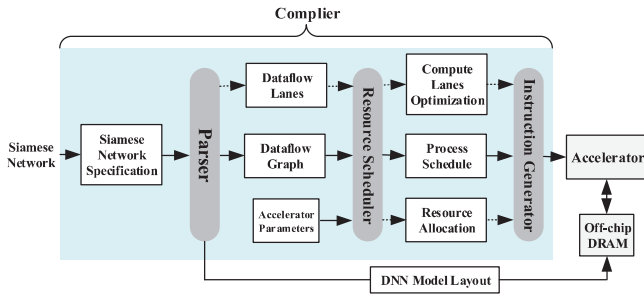 Complier
Siamese
Network
Siamese
Network
Specification
Parser
Dataflow
Lanes
Dataflow
Graph
Accelerator
Parameters
Resource Scheduler
Compute
Lanes
Optimization
Process
Schedule
Resource
Allocation
Instruction Generator
Accelerator
Off-chip
DRAM
DNN Model Layout